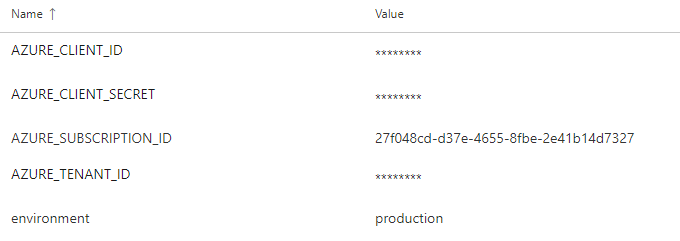 Name ↑ Value
AZURE_CLIENT_ID ********
AZURE_CLIENT_SECRET ********
AZURE_SUBSCRIPTION_ID 27f048cd-d37e-4655-8fbe-2e41b14d7327
AZURE_TENANT_ID ********
environment production